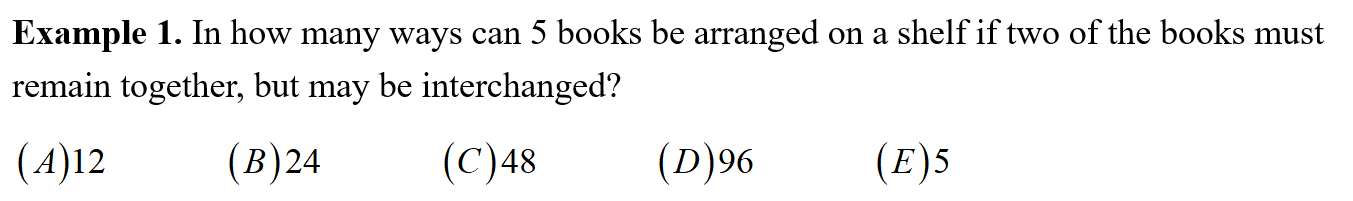 Example 1. In how many ways can 5 books be arranged on a shelf if two of the books must
remain together, but may be interchanged?
(A)12 (B)24 (C)48 (D)96 (E)5